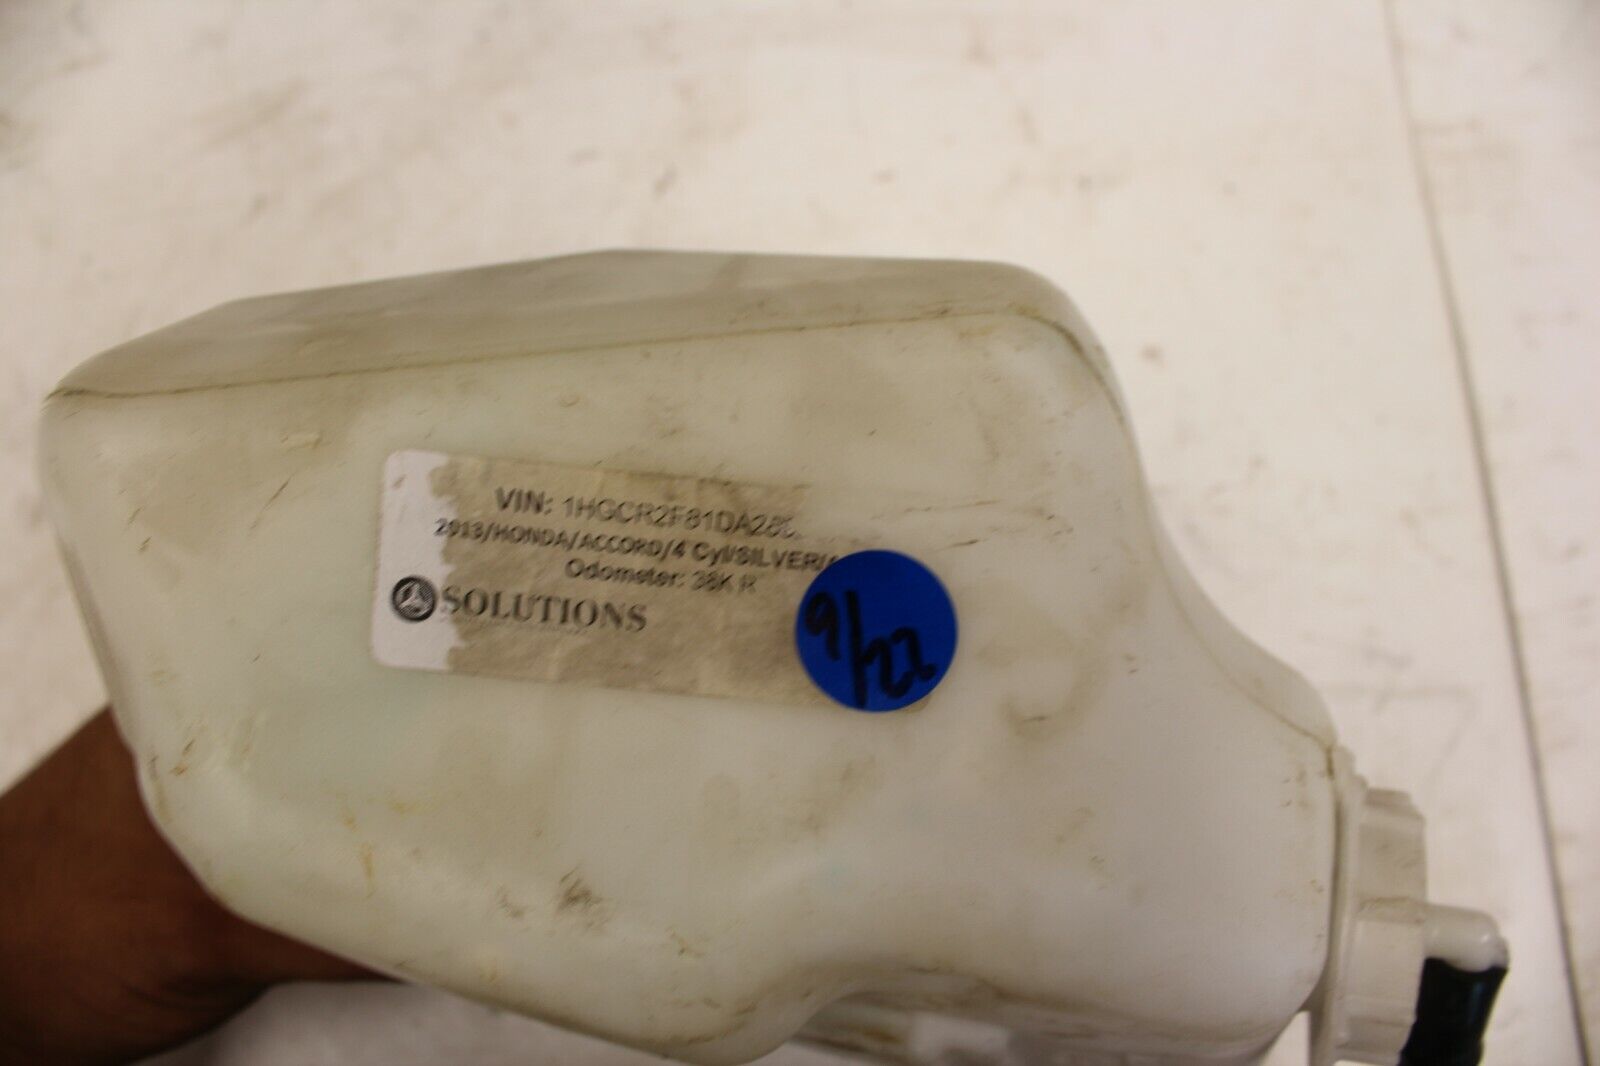 VIN: 1HGCR2F81DA28
2013/HONDA/ACCORD/4 Cyl/SILVER/
Odometer: 38K R
SOLUTIONS
9/22